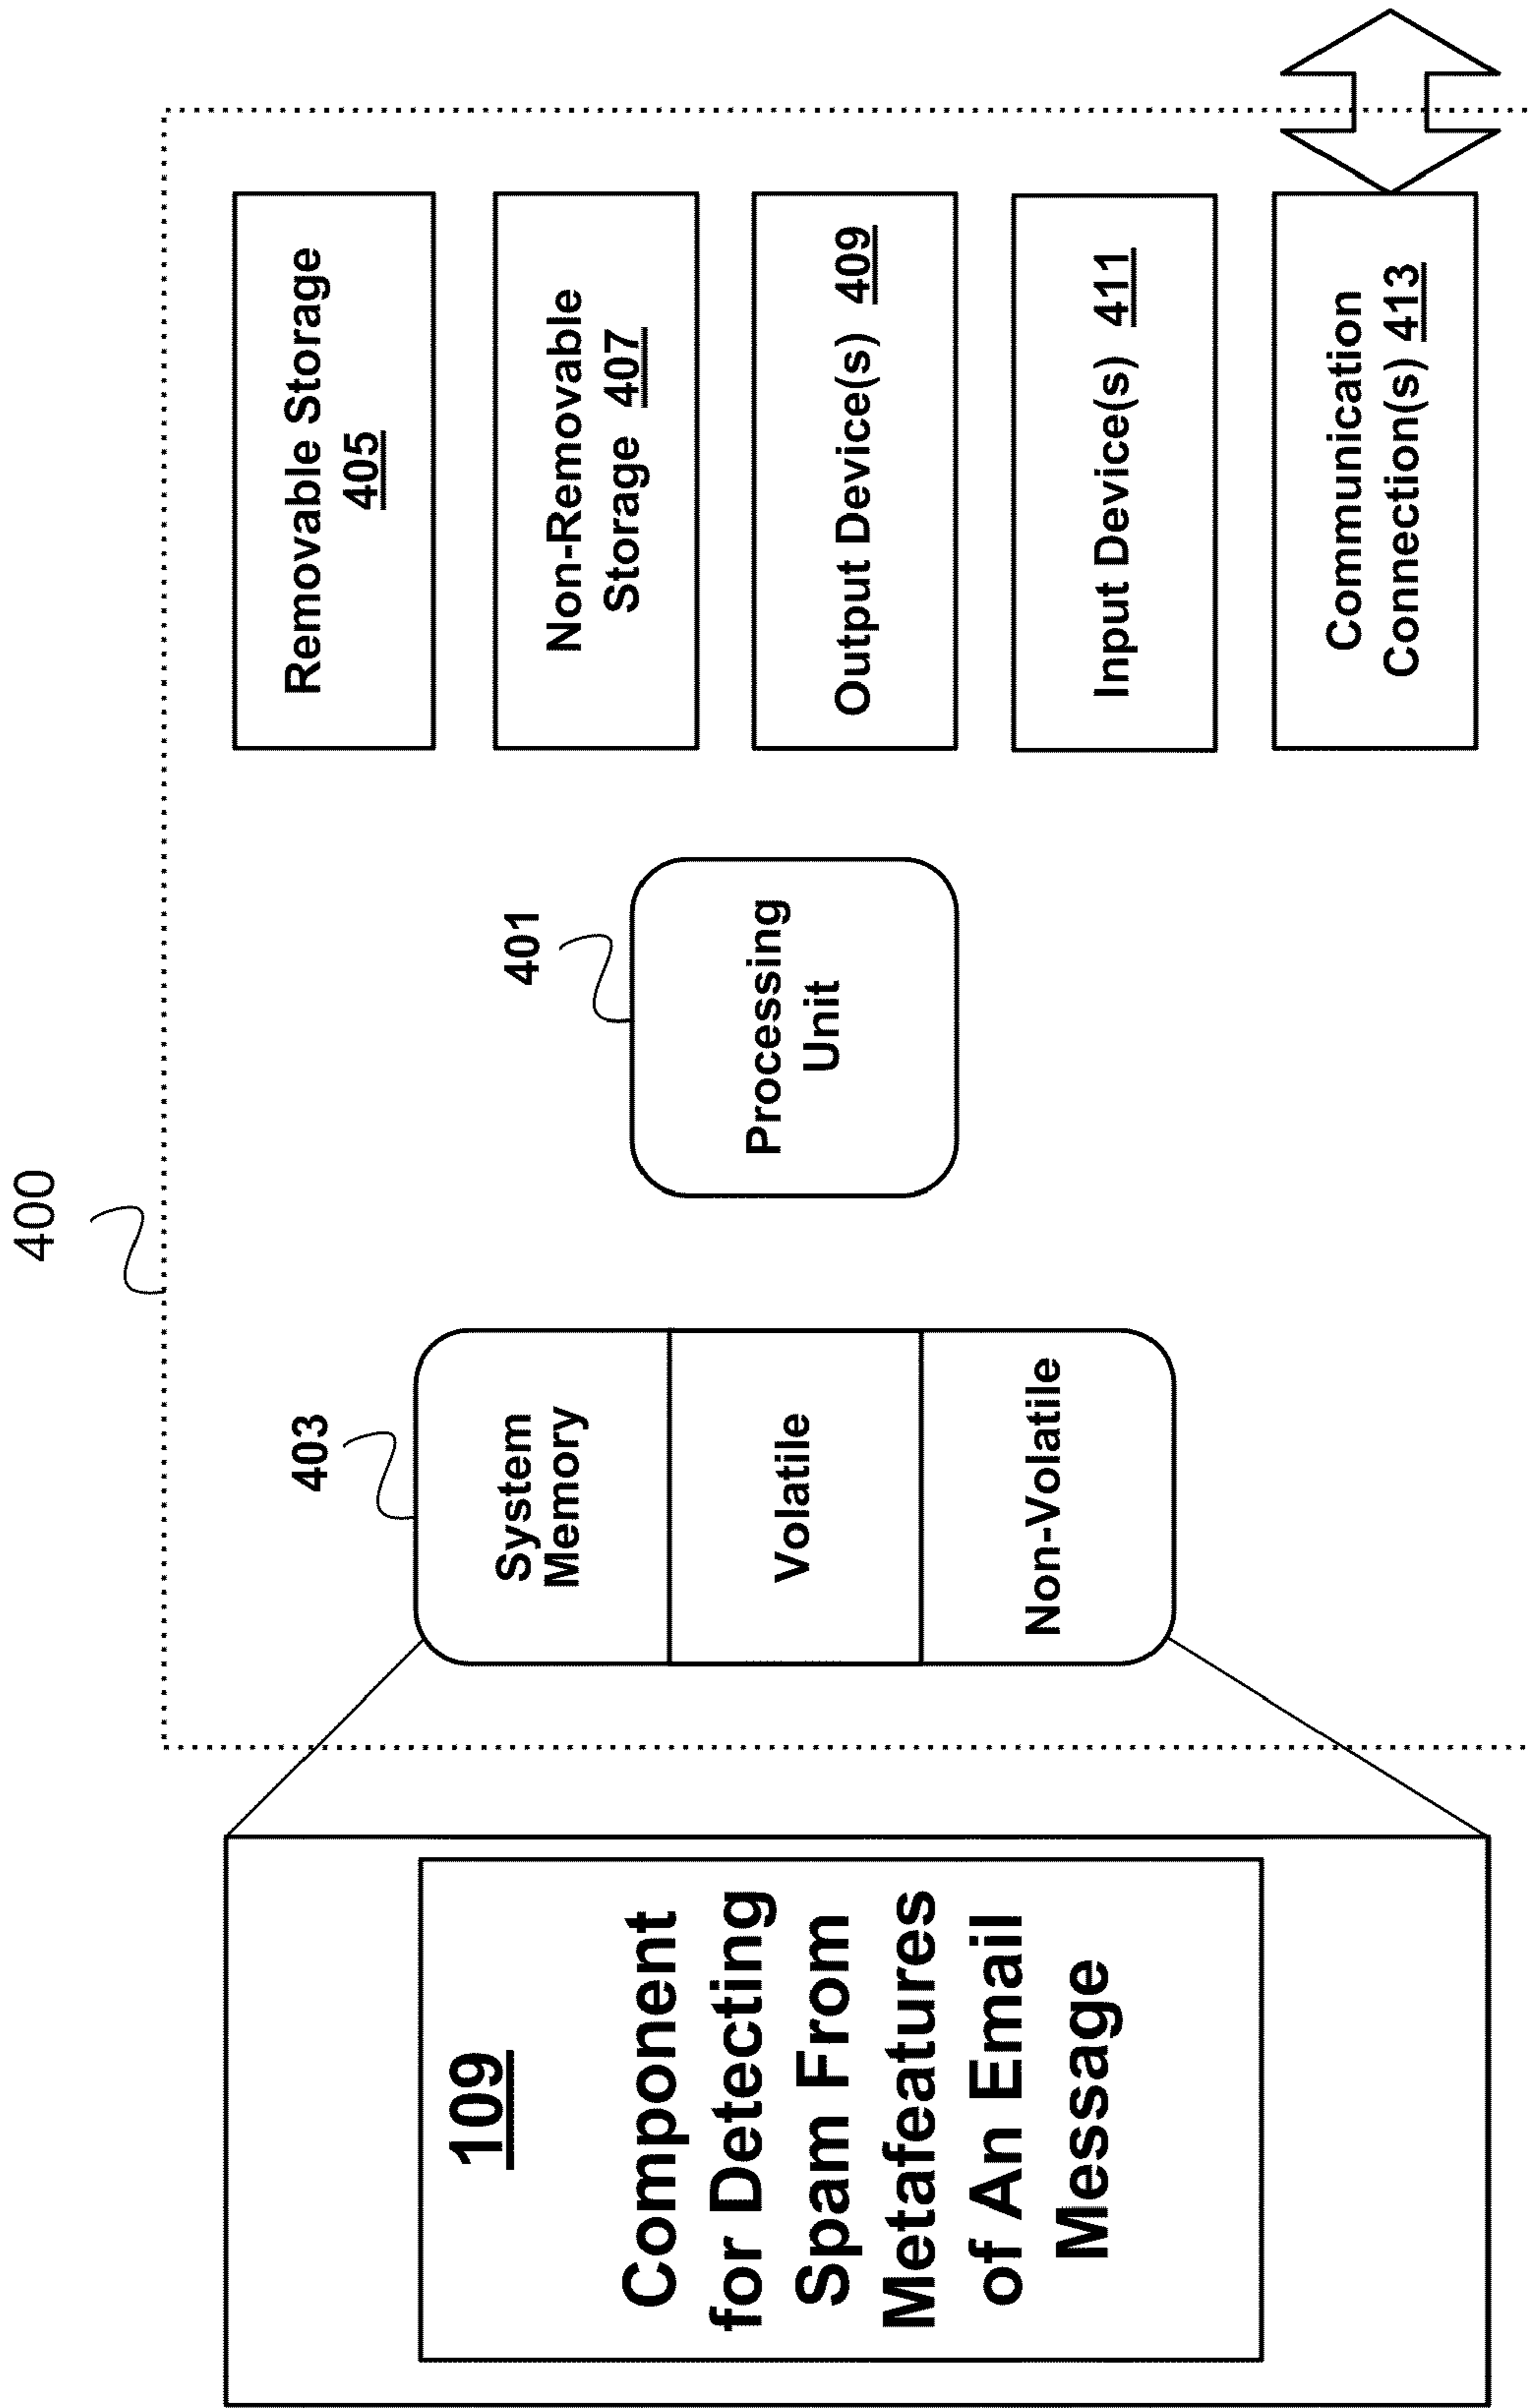 400
109
Component
for Detecting
Spam From
Metafeatures
of An Email
Message
403
System
Memory
Volatile
Non-Volatile
401
Processing
Unit
Removable Storage
405
Non-Removable
Storage 407
Output Device(s) 409
Input Device(s) 411
Communication
Connection(s) 413